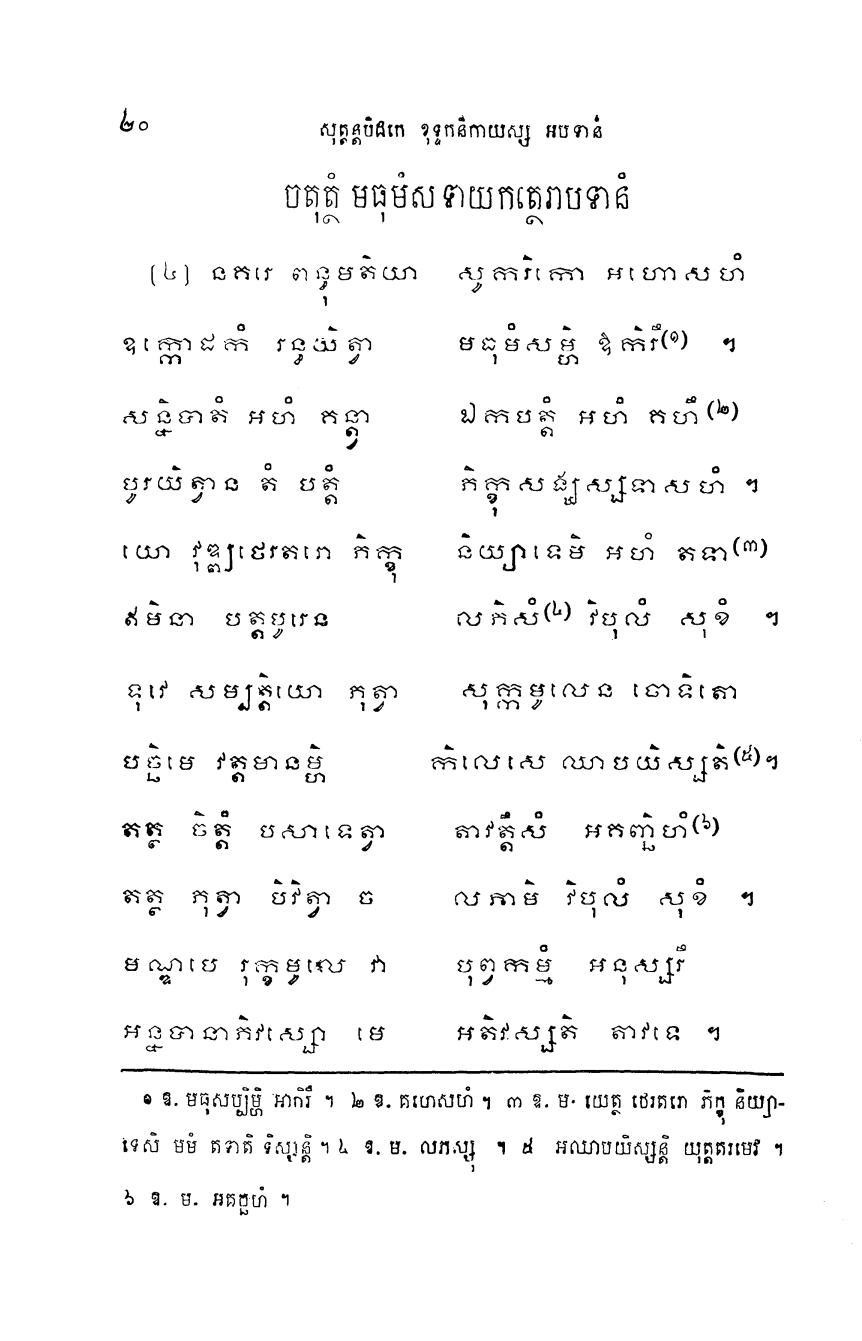 ២០
សុត្តន្តបិដកេ ខុទ្ទកនិកាយស្ស អបទានំ
ចតុត្ថំ មធុមំសទាយកត្ថេរាបទានំ
(៤) នគរេ ពន្ធុមតិយា សូករិកោ អហោសហំ
ឧក្កោដកំ រន្ធយិត្វា មធុមំសម្ហិ ឱកិរឹ(១) ។
សន្និបាតំ អហំ គន្ត្វា ឯកបត្តំ អហំ គហឹ(២)
បូរយិត្វាន តំ បត្តំ ភិក្ខុសង្ឃស្សទាសហំ ។
យោ វុឌ្ឍថេរតរោ ភិក្ខុ និយ្យាទេមិ អហំ តទា(៣)
ឥមិនា បត្តបូរេន លភិសំ(៤) វិបុលំ សុខំ ។
ទុវេ សម្បត្តិយោ ភុត្វា សុក្កមូលេន ចោទិតោ
បច្ឆិមេ វត្តមានម្ហិ កិលេសេ ឈាបយិស្សតិ(៥)។
តត្ថ ចិត្តំ បសាទេត្វា តាវត្តឹសំ អគញ្ឆិហំ(៦)
តត្ថ ភុត្វា បិវិត្វា ច លភាមិ វិបុលំ សុខំ ។
មណ្ឌបេ រុក្ខមូលេ វា បុព្វកម្មំ អនុស្សរឹ
អន្នបានាភិវស្សោ មេ អភិវស្សតិ តាវទេ ។
១ ឱ. មធុសប្បិម្ហិ អាកិរឹ ។ ២ ឱ. គហេសហំ ។ ៣ ឱ. ម. យេត្ថ ថេរតរោ ភិក្ខុ និយ្យា-
ទេសិ មមំ តទាតិ ទិស្សន្តិ ។ ៤ ឱ. ម. លភស្សុ ។ ៥ អឈាបយិស្សន្តិ យុត្តតរមេវ ។
៦ ឱ. ម. អគច្ឆហំ ។